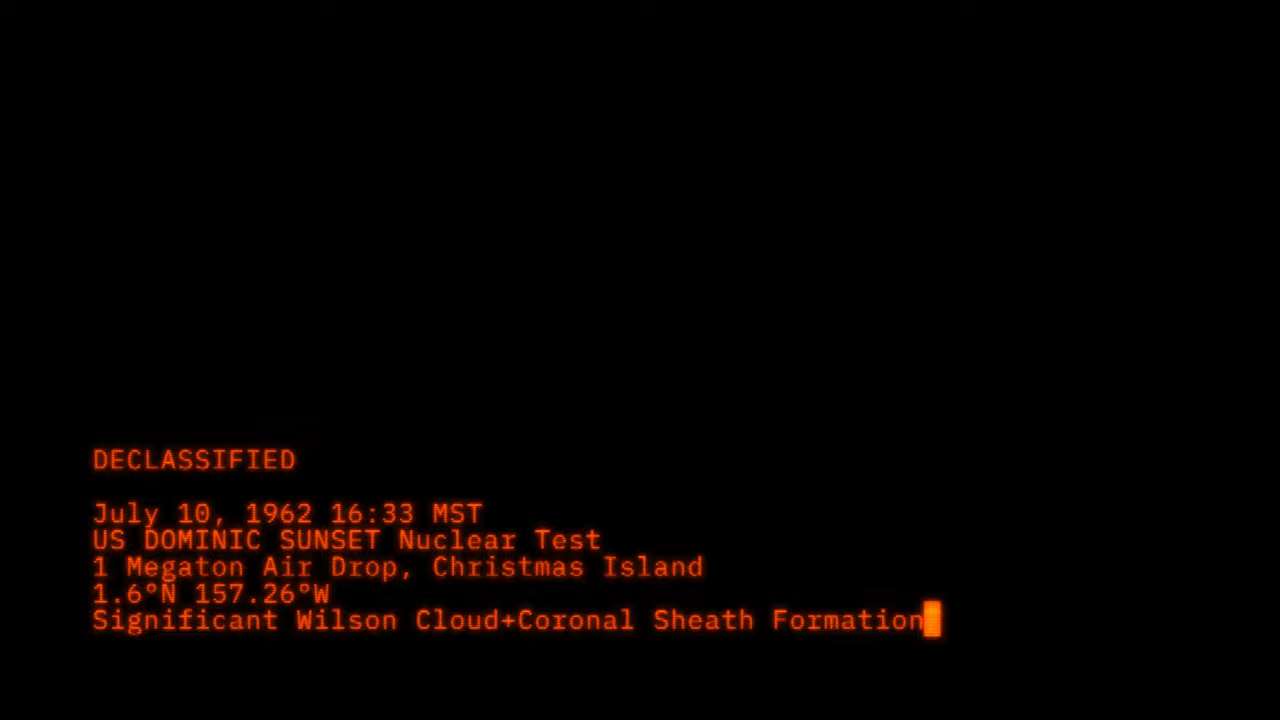 DECLASSIFIED
July 10, 1962 16:33 MST
US DOMINIC SUNSET Nuclear Test
1 Megaton Air Drop, Christmas Island
1.6°N 157.26°W
Significant Wilson Cloud+Coronal Sheath Formation